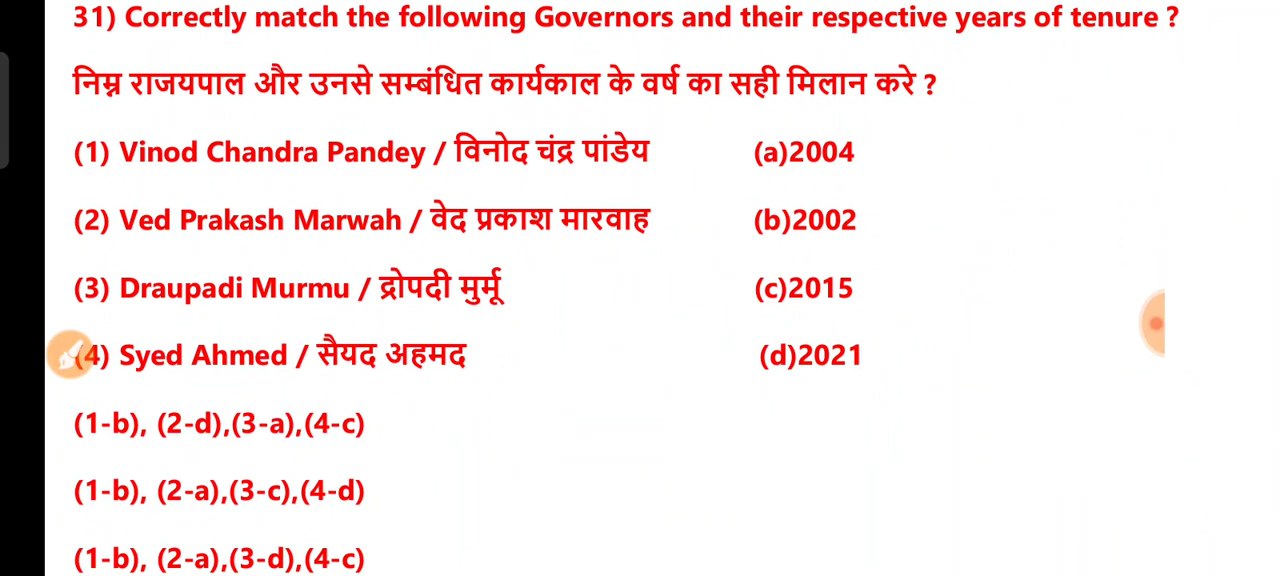 31) Correctly match the following Governors and their respective years of tenure ?
निम्न राजयपाल और उनसे सम्बंधित कार्यकाल के वर्ष का सही मिलान करे ?
(1) Vinod Chandra Pandey / विनोद चंद्र पांडेय (a)2004
(2) Ved Prakash Marwah / वेद प्रकाश मारवाह (b)2002
(3) Draupadi Murmu / द्रोपदी मुर्मू (c)2015
(4) Syed Ahmed / सैयद अहमद (d)2021
(1-b), (2-d),(3-a),(4-c)
(1-b), (2-a),(3-c),(4-d)
(1-b), (2-a),(3-d),(4-c)